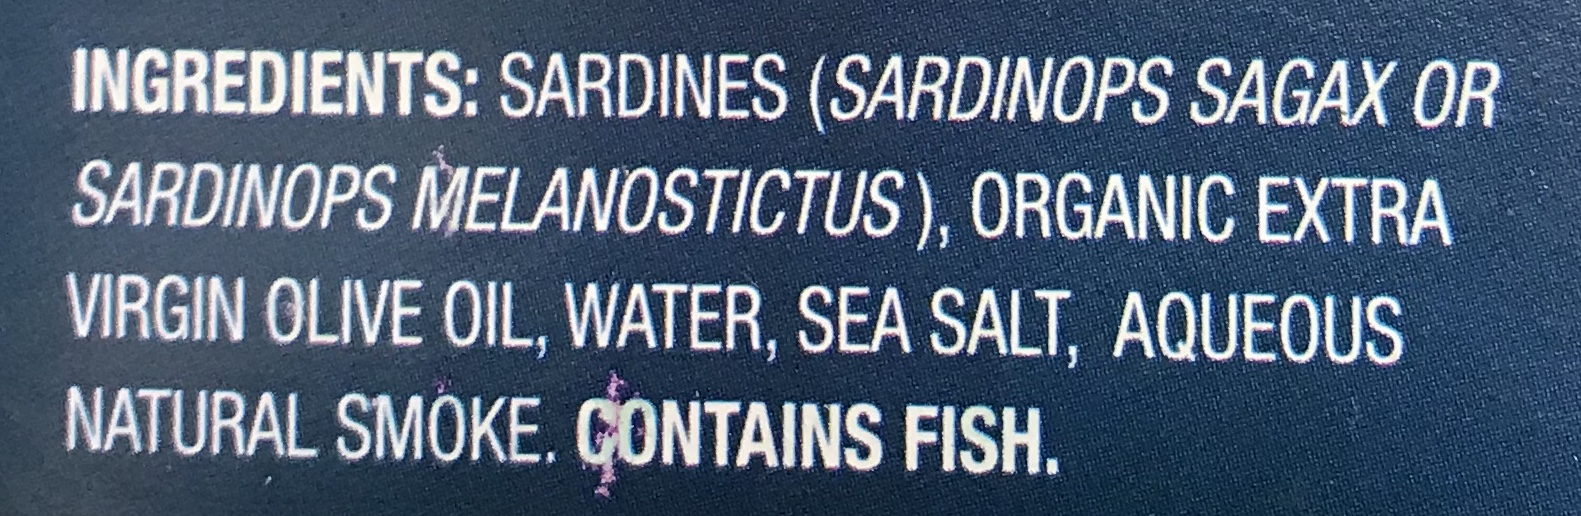 INGREDIENTS: SARDINES (SARDINOPS SAGAX OR
SARDINOPS MELANOSTICTUS), ORGANIC EXTRA
VIRGIN OLIVE OIL, WATER, SEA SALT, AQUEOUS
NATURAL SMOKE. CONTAINS FISH.